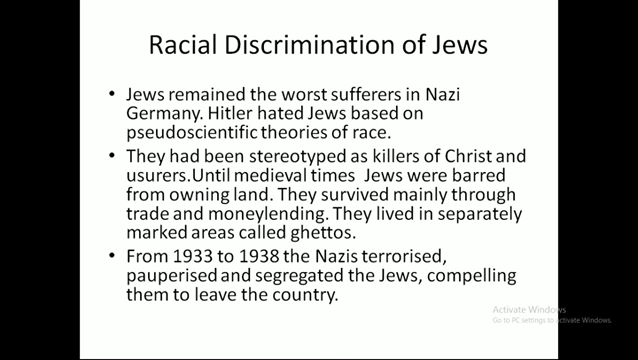 Racial Discrimination of Jews
• Jews remained the worst sufferers in Nazi
Germany. Hitler hated Jews based on
pseudoscientific theories of race.
• They had been stereotyped as killers of Christ and
usurers.Until medieval times  Jews were barred
from owning land. They survived mainly through
trade and moneylending. They lived in separately
marked areas called ghettos.
• From 1933 to 1938 the Nazis terrorised,
pauperised and segregated the Jews, compelling
them to leave the country.
Activate Windows
Go to PC settings to activate Windows.